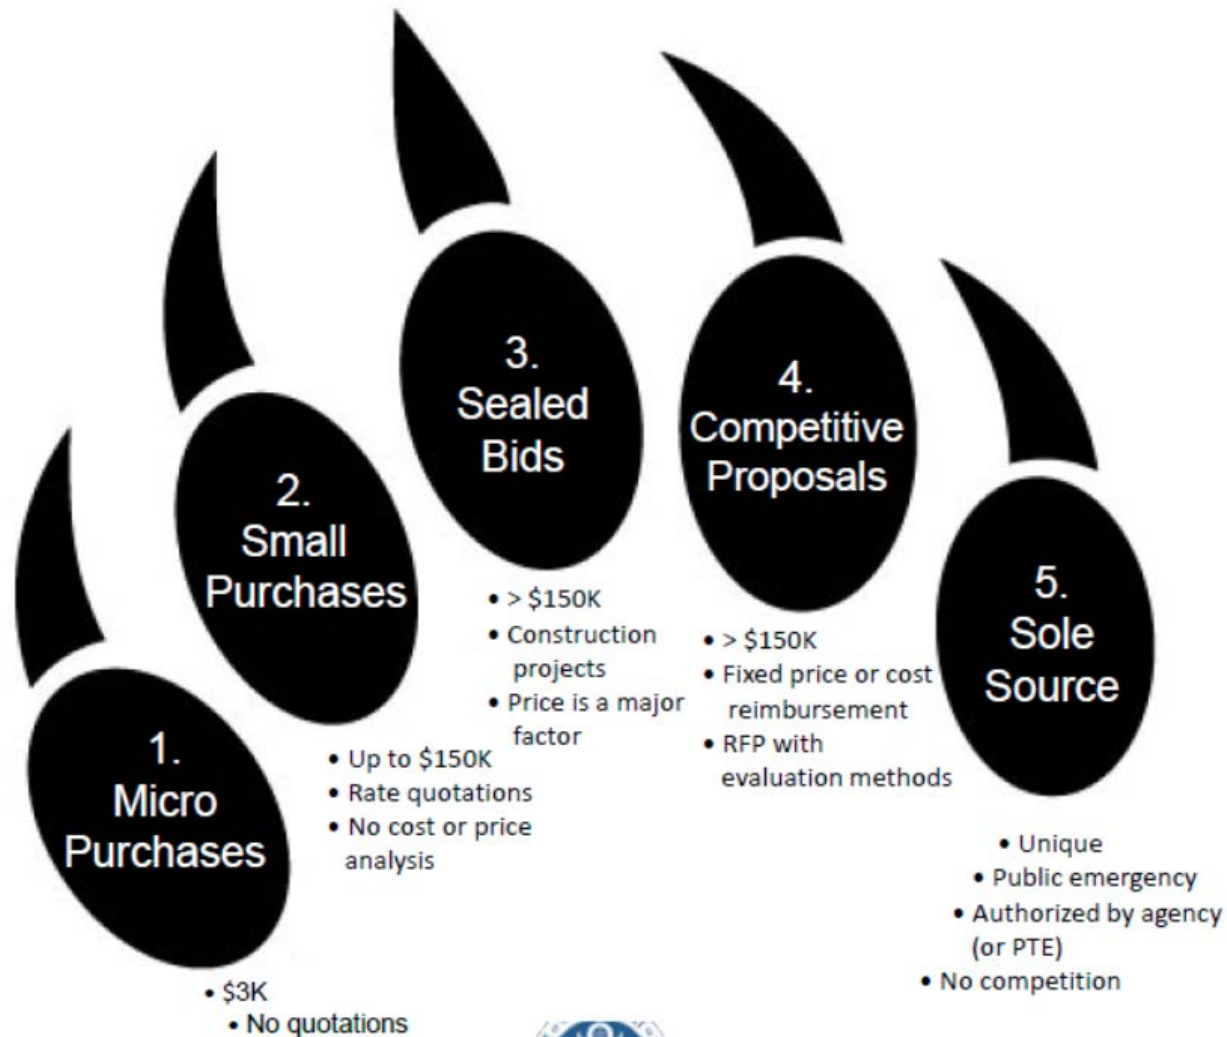 1.
Micro
Purchases
• $3K
• No quotations
2.
Small
Purchases
• Up to $150K
• Rate quotations
• No cost or price
analysis
3.
Sealed
Bids
• > $150K
• Construction
projects
• Price is a major
factor
4.
Competitive
Proposals
• > $150K
• Fixed price or cost
reimbursement
• RFP with
evaluation methods
5.
Sole
Source
• Unique
• Public emergency
• Authorized by agency
(or PTE)
• No competition